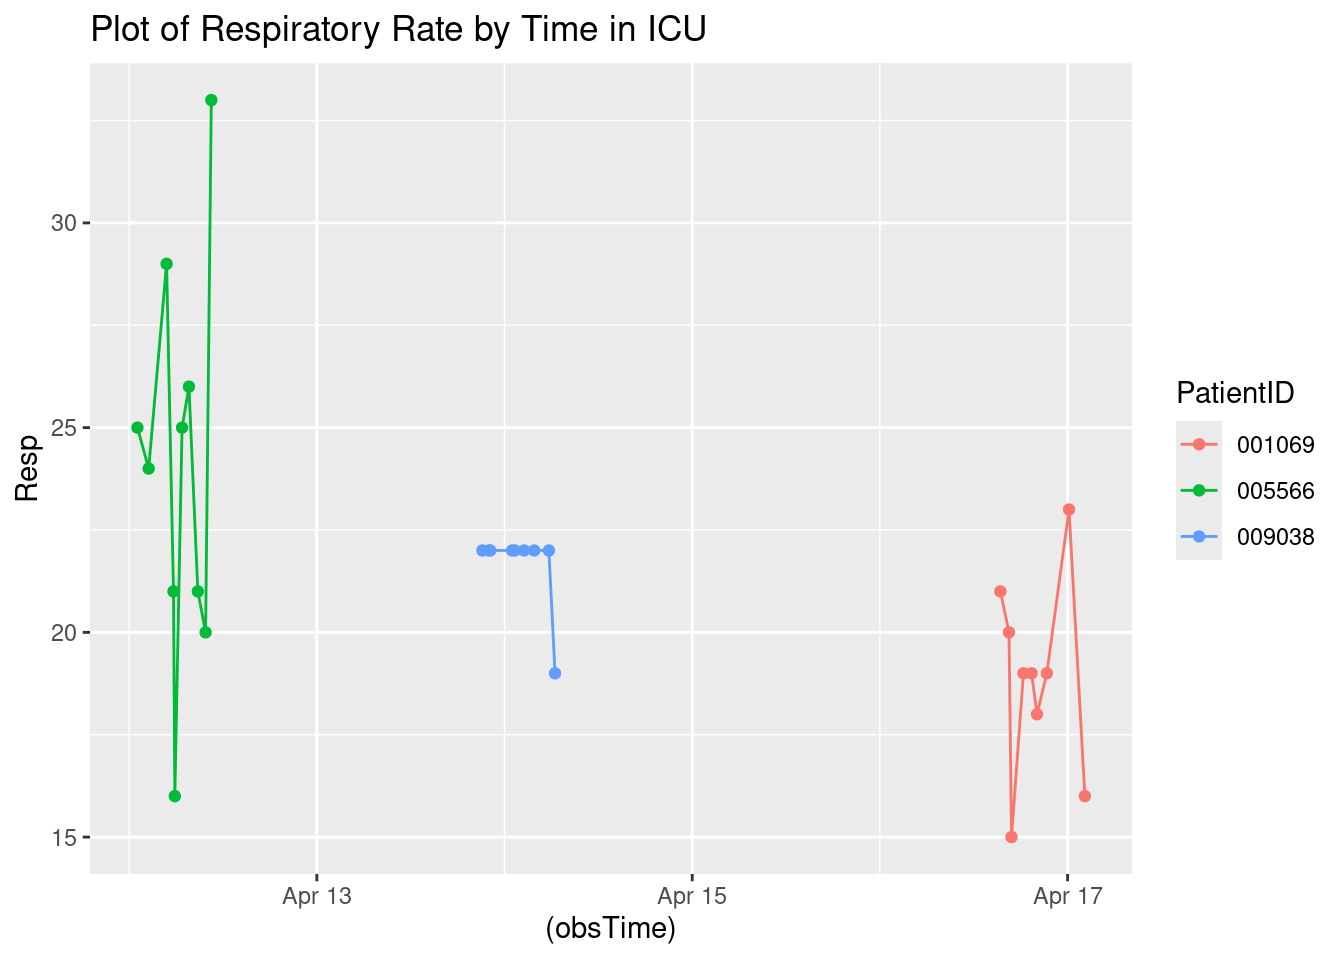 Plot of Respiratory Rate by Time in ICU
Resp
30
25
20
15
Apr 13
Apr 15
Apr 17
(obsTime)
PatientID
001069
005566
009038